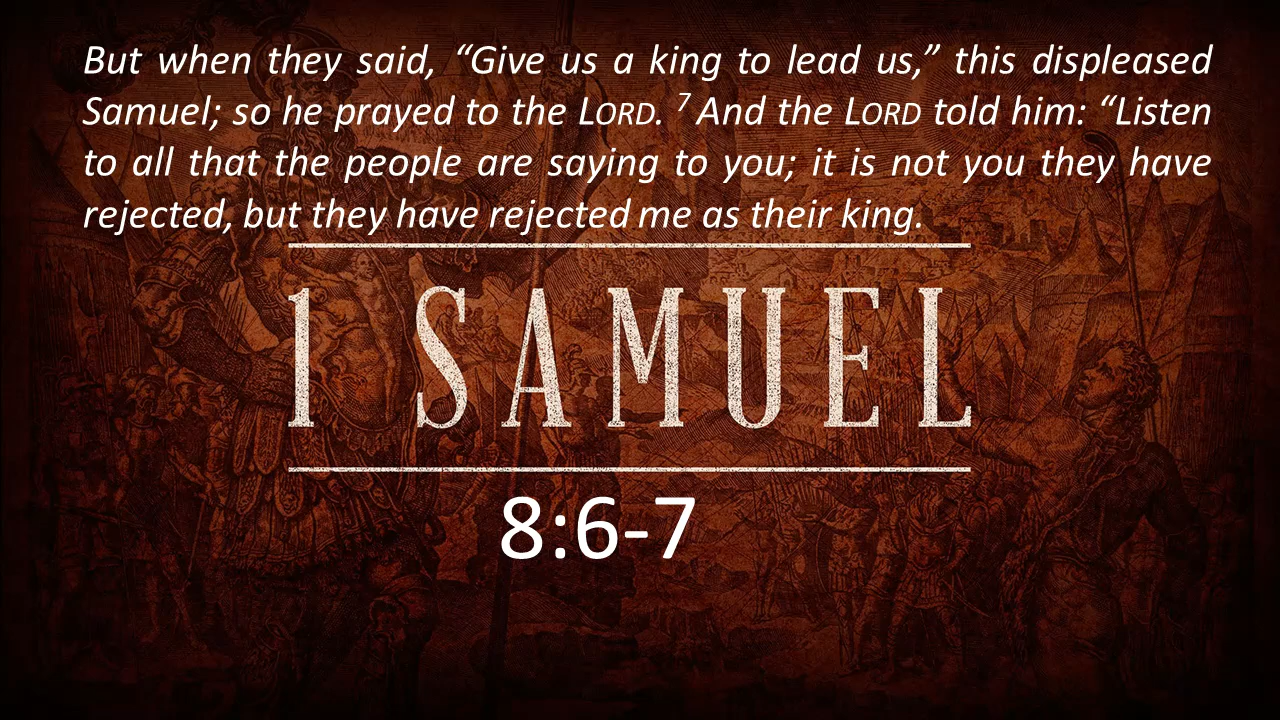 But when they said, “Give us a king to lead us,” this displeased
Samuel; so he prayed to the LORD. ⁷ And the LORD told him: “Listen
to all that the people are saying to you; it is not you they have
rejected, but they have rejected me as their king.
1 SAMUEL
8:6-7